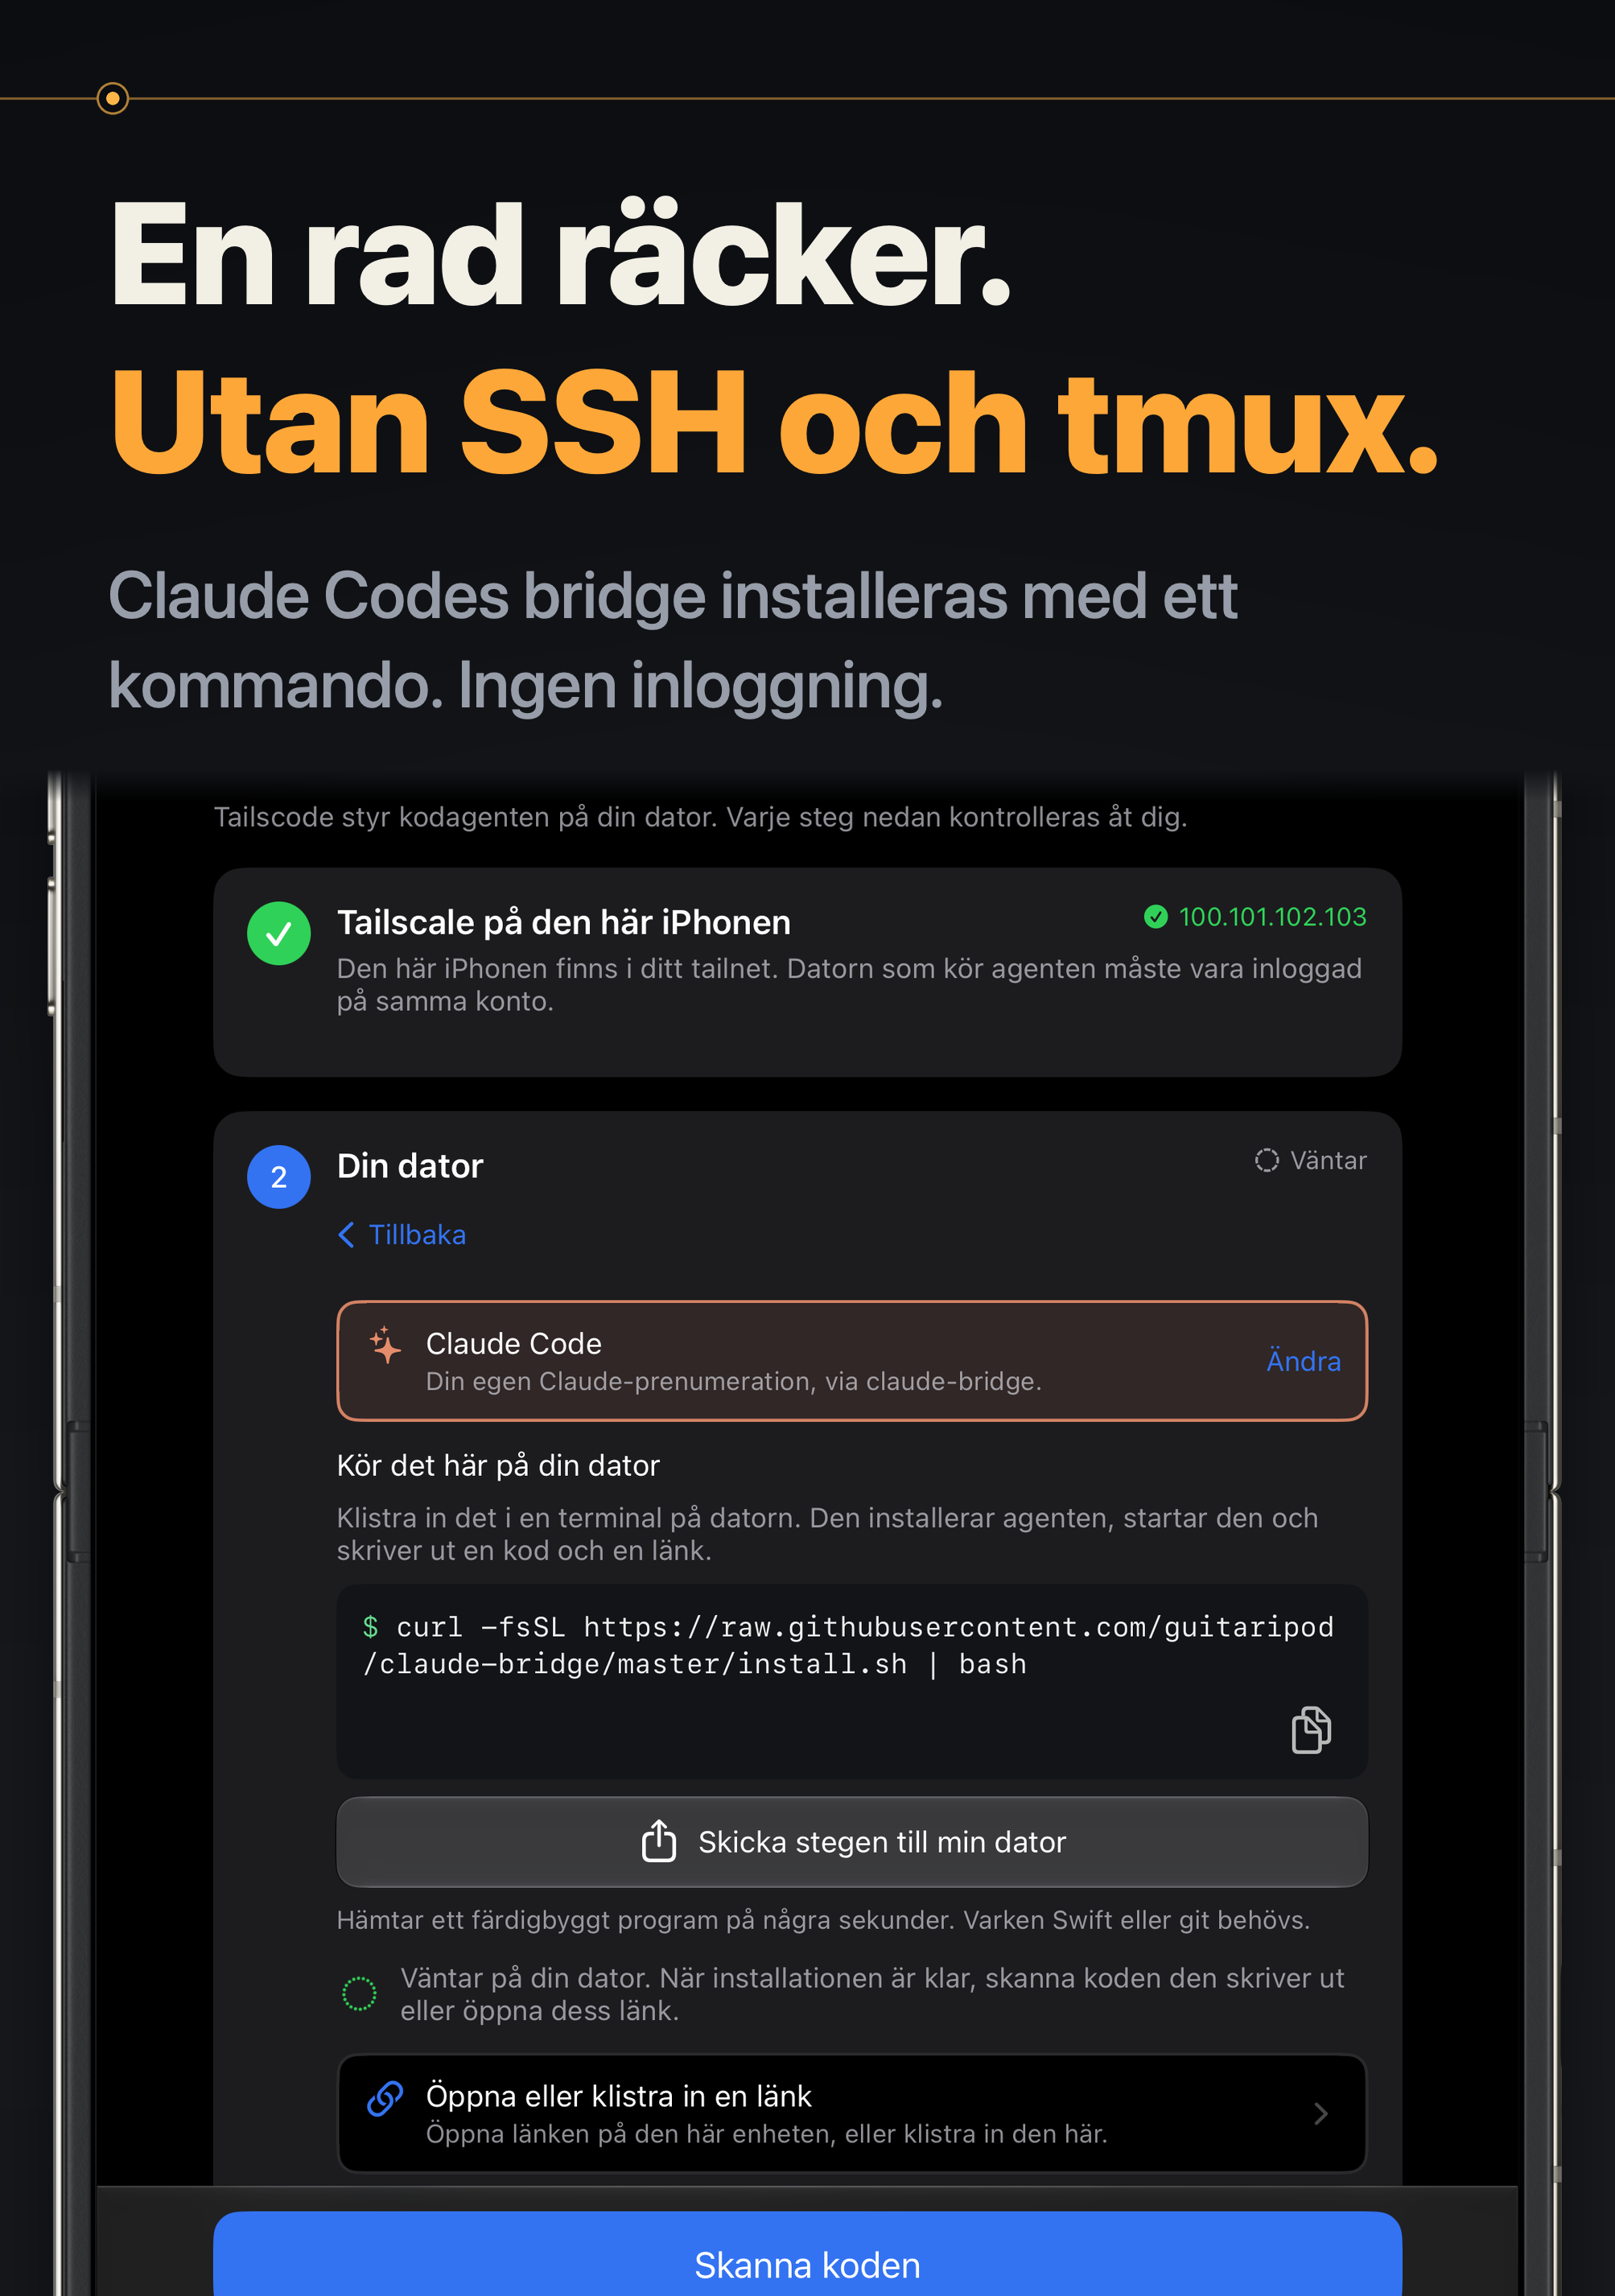 En rad räcker.
Utan SSH och tmux.
Claude Codes bridge installeras med ett
kommando. Ingen inloggning.
Tailscode styr kodagenten på din dator. Varje steg nedan kontrolleras åt dig.
Tailscale på den här iPhonen
100.101.102.103
Den här iPhonen finns i ditt tailnet. Datorn som kör agenten måste vara inloggad
på samma konto.
2
Din dator
Väntar
Tillbaka
Claude Code
Din egen Claude-prenumeration, via claude-bridge.
Ändra
Kör det här på din dator
Klistra in det i en terminal på datorn. Den installerar agenten, startar den och
skriver ut en kod och en länk.
$ curl -fsSL https://raw.githubusercontent.com/guitaripod
/claude-bridge/master/install.sh | bash
Skicka stegen till min dator
Hämtar ett färdigbyggt program på några sekunder. Varken Swift eller git behövs.
Väntar på din dator. När installationen är klar, skanna koden den skriver ut
eller öppna dess länk.
Öppna eller klistra in en länk
Öppna länken på den här enheten, eller klistra in den här.
Skanna koden